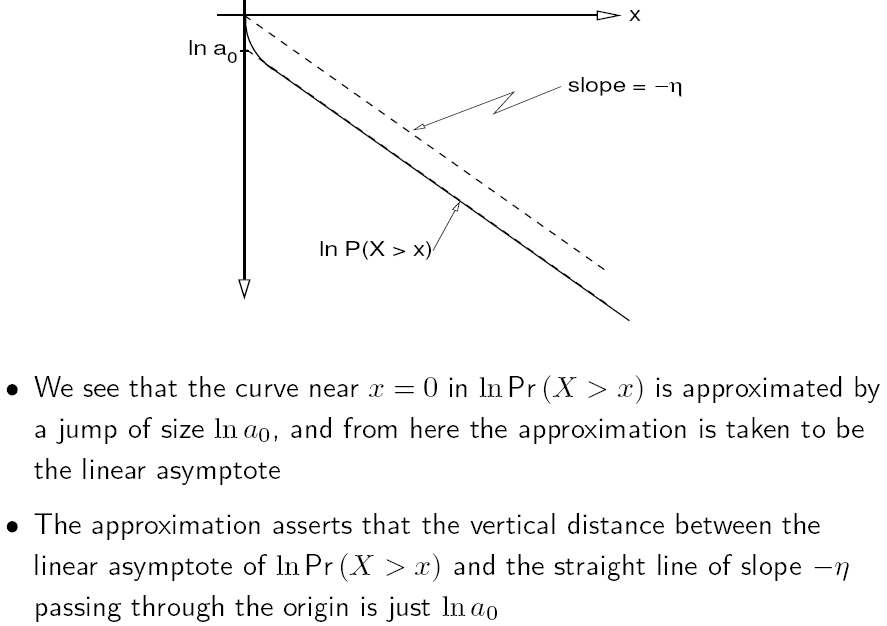 x
ln a₀
slope = −η
ln P(X > x)
• We see that the curve near x = 0 in ln Pr (X > x) is approximated by
a jump of size ln a₀, and from here the approximation is taken to be
the linear asymptote
• The approximation asserts that the vertical distance between the
linear asymptote of ln Pr (X > x) and the straight line of slope −η
passing through the origin is just ln a₀